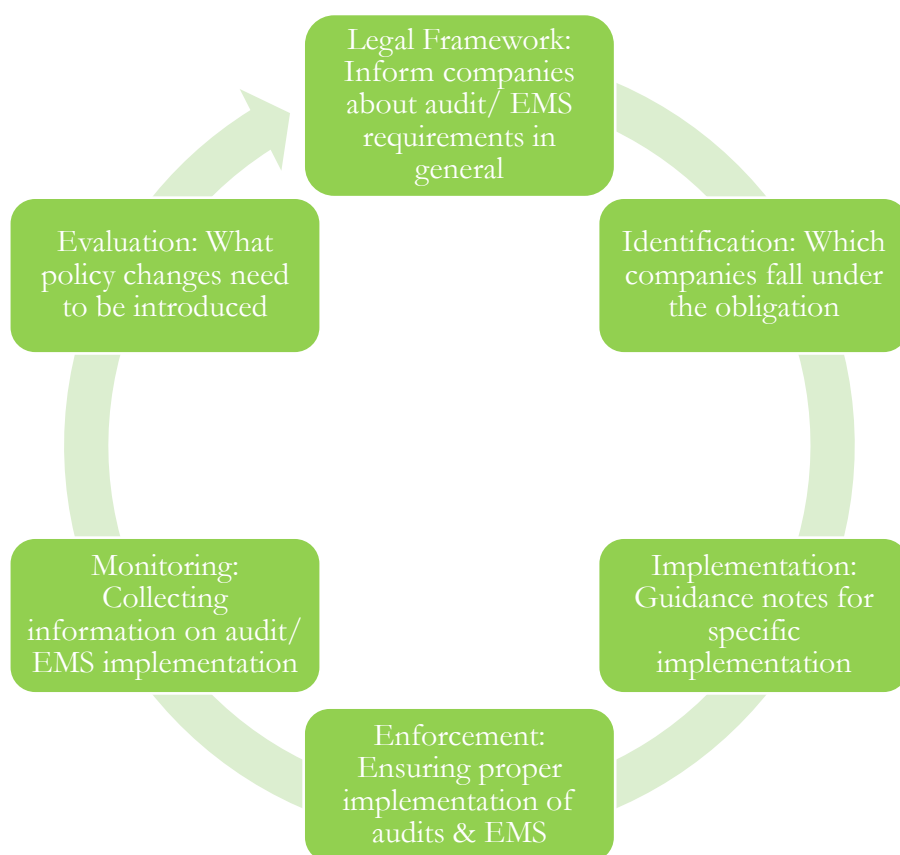 Legal Framework:
Inform companies
about audit/ EMS
requirements in
general
Identification: Which
companies fall under
the obligation
Implementation:
Guidance notes for
specific
implementation
Enforcement:
Ensuring proper
implementation of
audits & EMS
Monitoring:
Collecting
information on audit/
EMS implementation
Evaluation: What
policy changes need
to be introduced